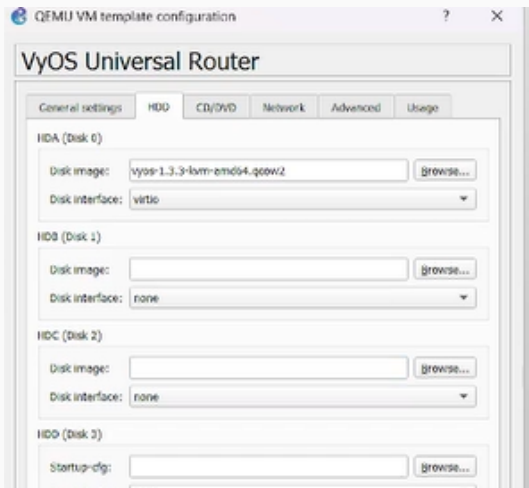 QEMU VM template configuration ? ×
VyOS Universal Router
General settings HDD CD/DVD Network Advanced Usage
HDA (Disk 0)
Disk image: vyos-1.3.3-kvm-amd64.qcow2 Browse...
Disk interface: virtio
HDB (Disk 1)
Disk image: Browse...
Disk interface: none
HDC (Disk 2)
Disk image: Browse...
Disk interface: none
HDD (Disk 3)
Startup-cfg: Browse...